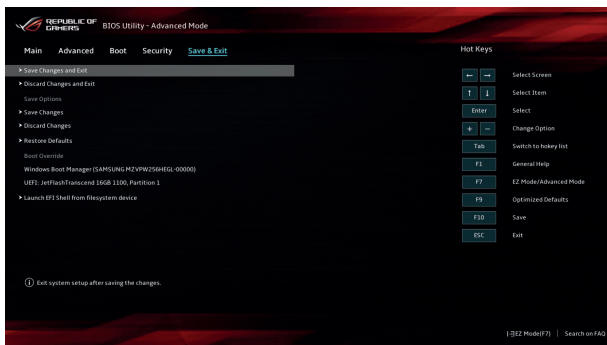 REPUBLIC OF
GAMERS
BIOS Utility - Advanced Mode
Main Advanced Boot Security Save & Exit
Hot Keys
➤ Save Changes and Exit
➤ Discard Changes and Exit
Save Options
➤ Save Changes
➤ Discard Changes
➤ Restore Defaults
Boot Override
Windows Boot Manager (SAMSUNG MZVPW256HEGL-00000)
UEFI: JetFlashTranscend 16GB 1100, Partition 1
➤ Launch EFI Shell from filesystem device
← → Select Screen
↑ ↓ Select Item
Enter Select
+ − Change Option
Tab Switch to hokey list
F1 General Help
F7 EZ Mode/Advanced Mode
F9 Optimized Defaults
F10 Save
ESC Exit
ⓘ Exit system setup after saving the changes.
EZ Mode(F7) | Search on FAQ